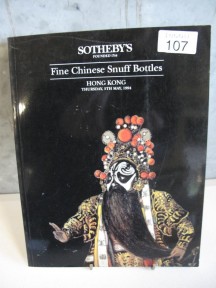 SOTHEBY'S
FOUNDED 1744
107
Fine Chinese Snuff Bottles
HONG KONG
THURSDAY, 5TH MAY, 1994